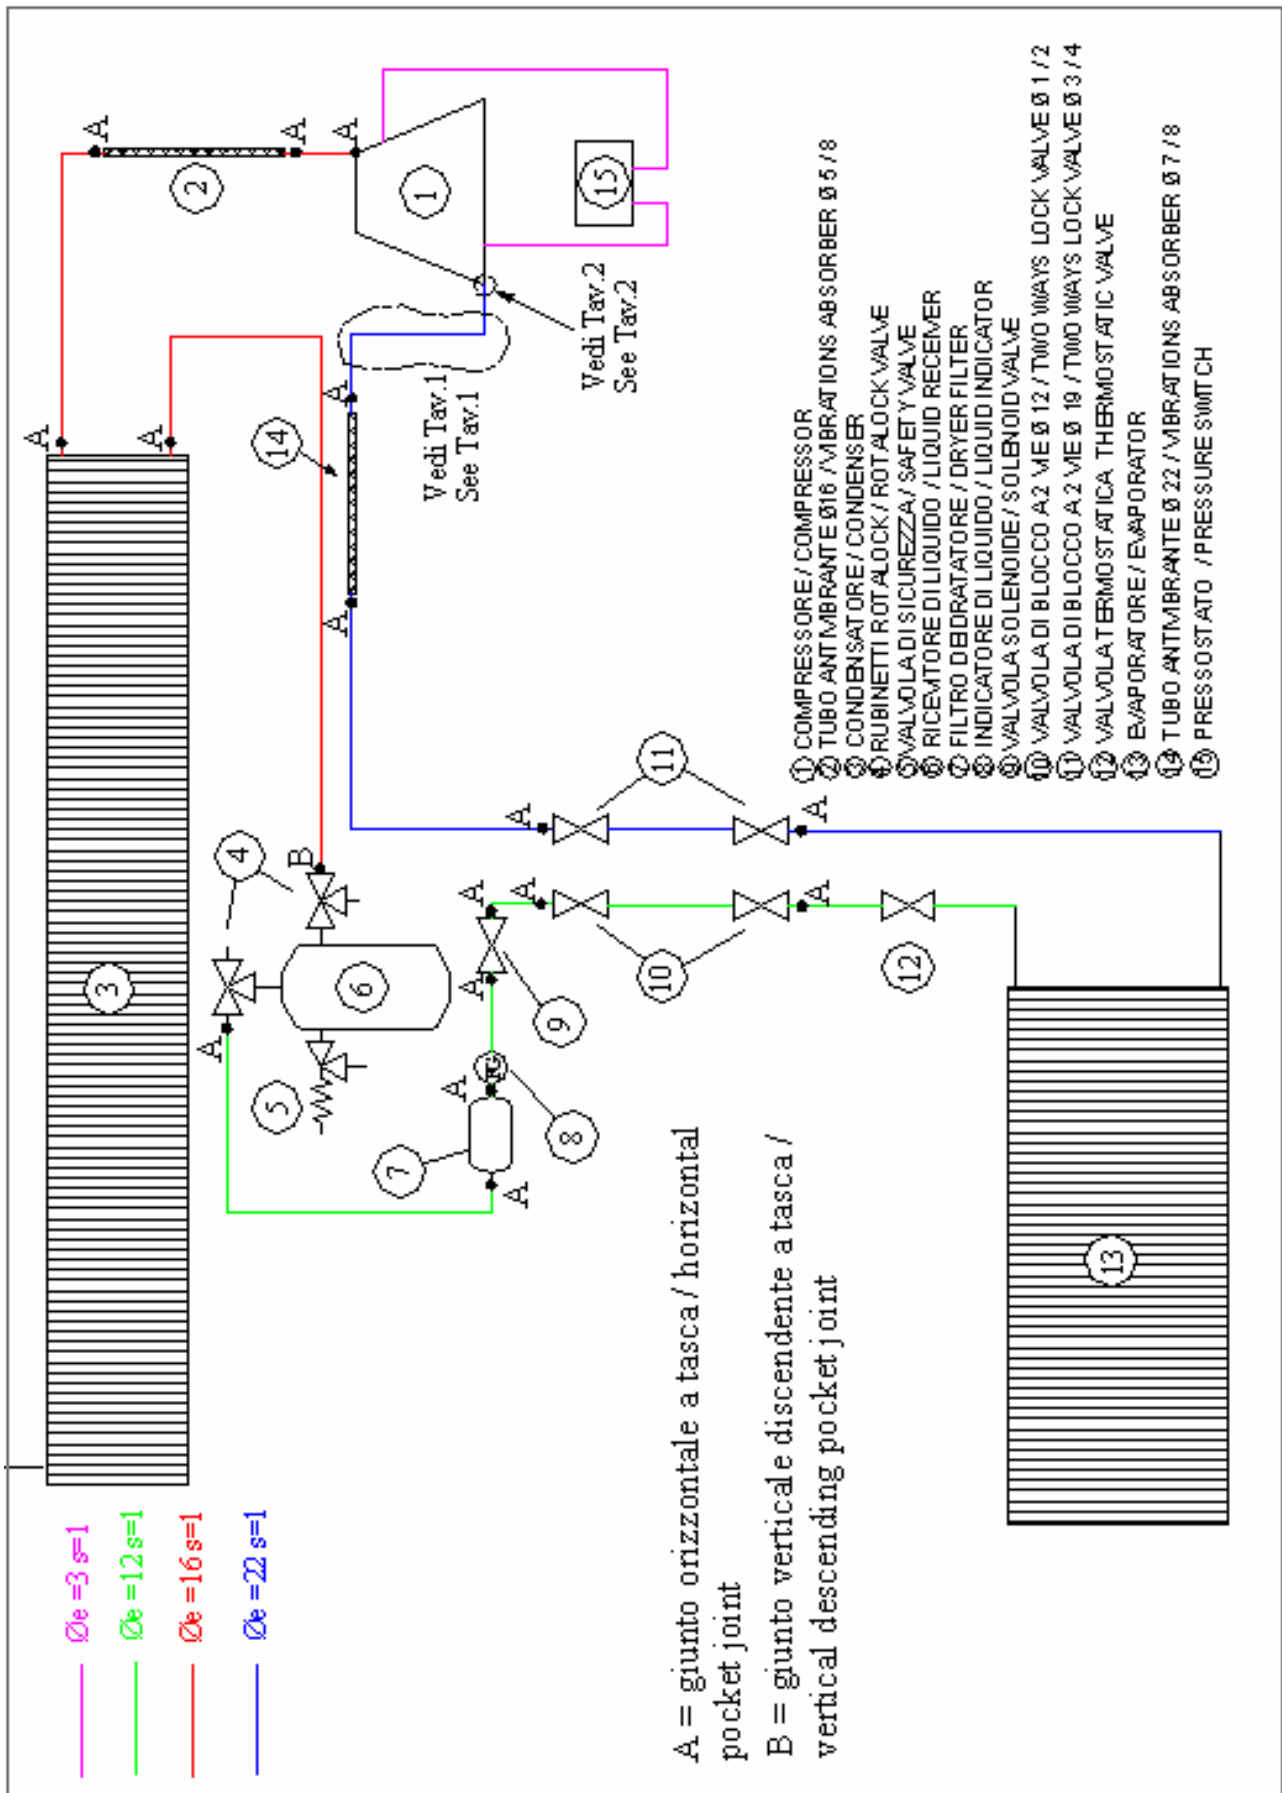 Øe =3 s=1
Øe =12 s=1
Øe =16 s=1
Øe =22 s=1
A
A
A
A
A
2
1
15
3
14
A
A
Vedi Tav.1
See Tav.1
Vedi Tav.2
See Tav.2
4
B
A
5
6
7
A
A
8
A
9
A
A
10
A
11
A
A
12
13
A = giunto orizzontale a tasca / horizontal
pocket joint
B = giunto verticale discendente a tasca /
vertical descending pocket joint
1 COMPRESSORE / COMPRESSOR
2 TUBO ANTIVIBRANTE Ø16 / VIBRATIONS ABSORBER Ø 5/8
3 CONDENSATORE / CONDENSER
4 RUBINETTI ROTALOCK / ROTALOCK VALVE
5 VALVOLA DI SICUREZZA / SAFETY VALVE
6 RICEVITORE DI LIQUIDO / LIQUID RECEIVER
7 FILTRO DEIDRATATORE / DRYER FILTER
8 INDICATORE DI LIQUIDO / LIQUID INDICATOR
9 VALVOLA SOLENOIDE / SOLENOID VALVE
10 VALVOLA DI BLOCCO A 2 VIE Ø 12 / TWO WAYS LOCK VALVE Ø 1/2
11 VALVOLA DI BLOCCO A 2 VIE Ø 19 / TWO WAYS LOCK VALVE Ø 3/4
12 VALVOLA TERMOSTATICA THERMOSTATIC VALVE
13 EVAPORATORE / EVAPORATOR
14 TUBO ANTIVIBRANTE Ø 22 / VIBRATIONS ABSORBER Ø 7/8
15 PRESSOSTATO / PRESSURE SWITCH